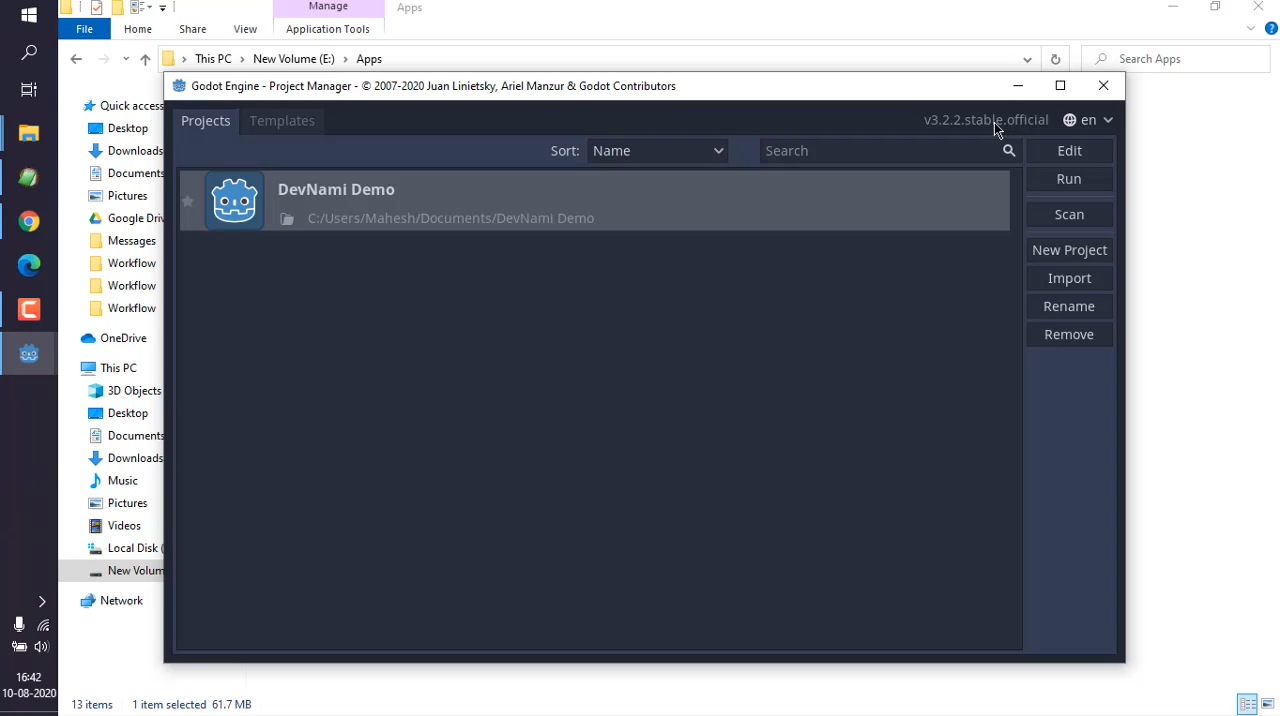 Manage
Apps
File
Home
Share
View
Application Tools
This PC
New Volume (E:)
Apps
Search Apps
Godot Engine - Project Manager - © 2007-2020 Juan Linietsky, Ariel Manzur & Godot Contributors
Projects
Templates
v3.2.2.stable.official
en
Sort:
Name
Search
Edit
Run
Scan
New Project
Import
Rename
Remove
DevNami Demo
C:/Users/Mahesh/Documents/DevNami Demo
Quick access
Desktop
Downloads
Documents
Pictures
Google Driv
Messages
Workflow
Workflow
Workflow
OneDrive
This PC
3D Objects
Desktop
Documents
Downloads
Music
Pictures
Videos
Local Disk (
New Volum
Network
16:42
10-08-2020
13 items
1 item selected 61.7 MB